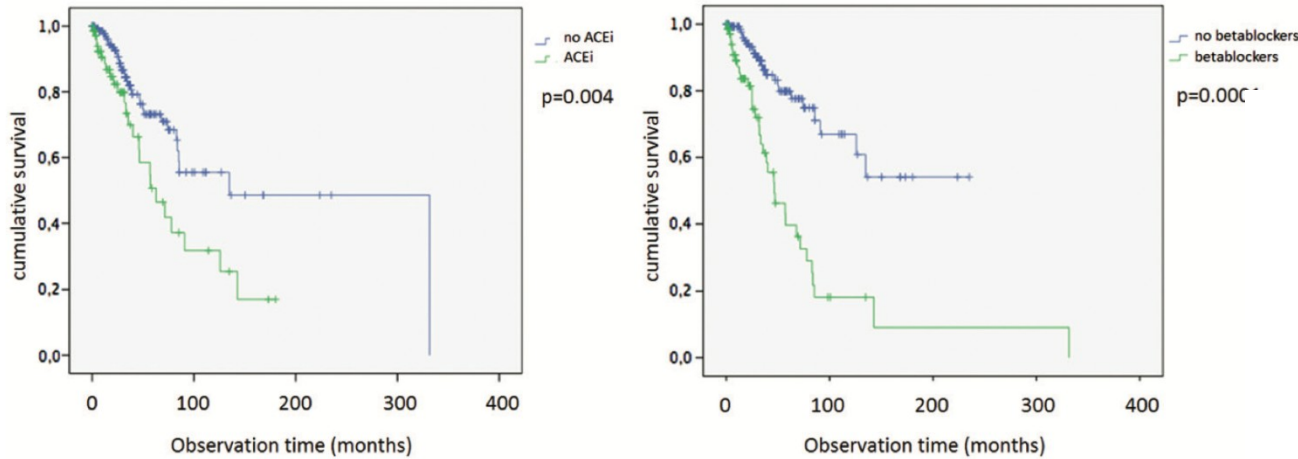 no ACEi
ACEi
p=0.004
1,0
0,8
0,6
0,4
0,2
0,0
cumulative survival
0 100 200 300 400
Observation time (months)
no betablockers
betablockers
1,0
0,8
0,6
0,4
0,2
0,0
cumulative survival
0 100 200 300 400
Observation time (months)